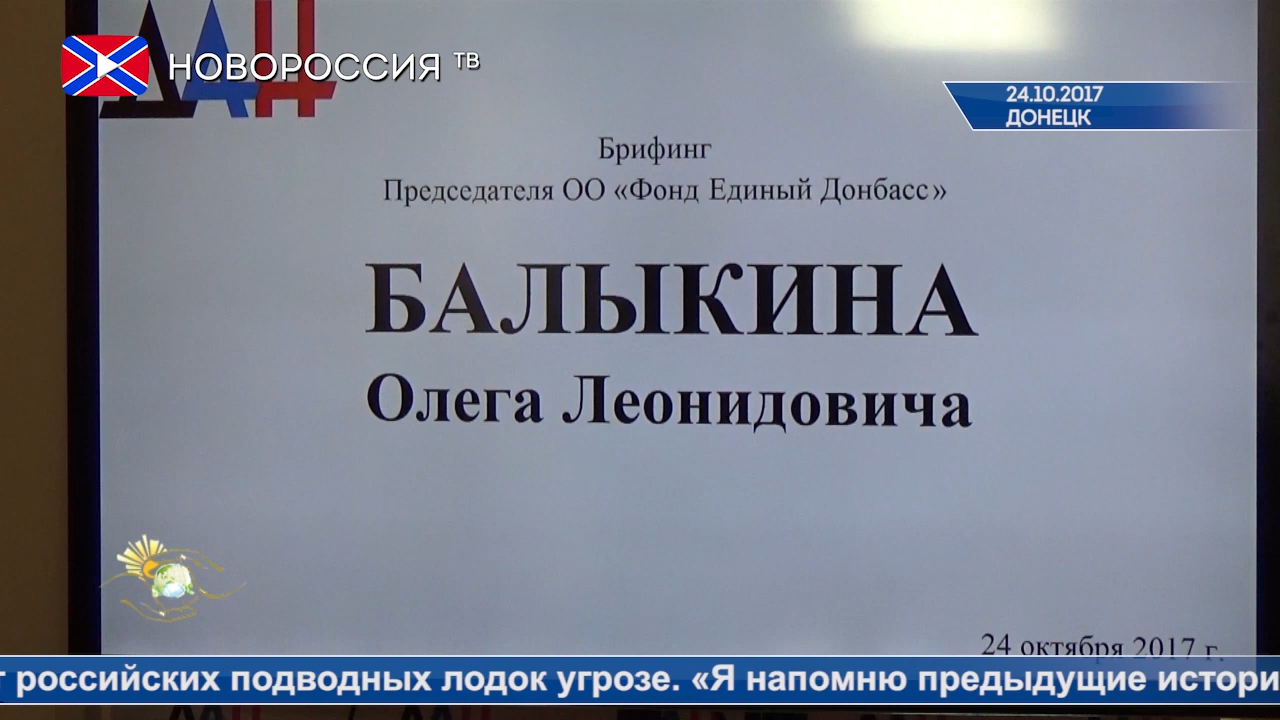 ДАН
НОВОРОССИЯ ТВ
24.10.2017
ДОНЕЦК
Брифинг
Председателя ОО «Фонд Единый Донбасс»
БАЛЫКИНА
Олега Леонидовича
24 октября 2017 г.
т российских подводных лодок угрозе. «Я напомню предыдущие истори